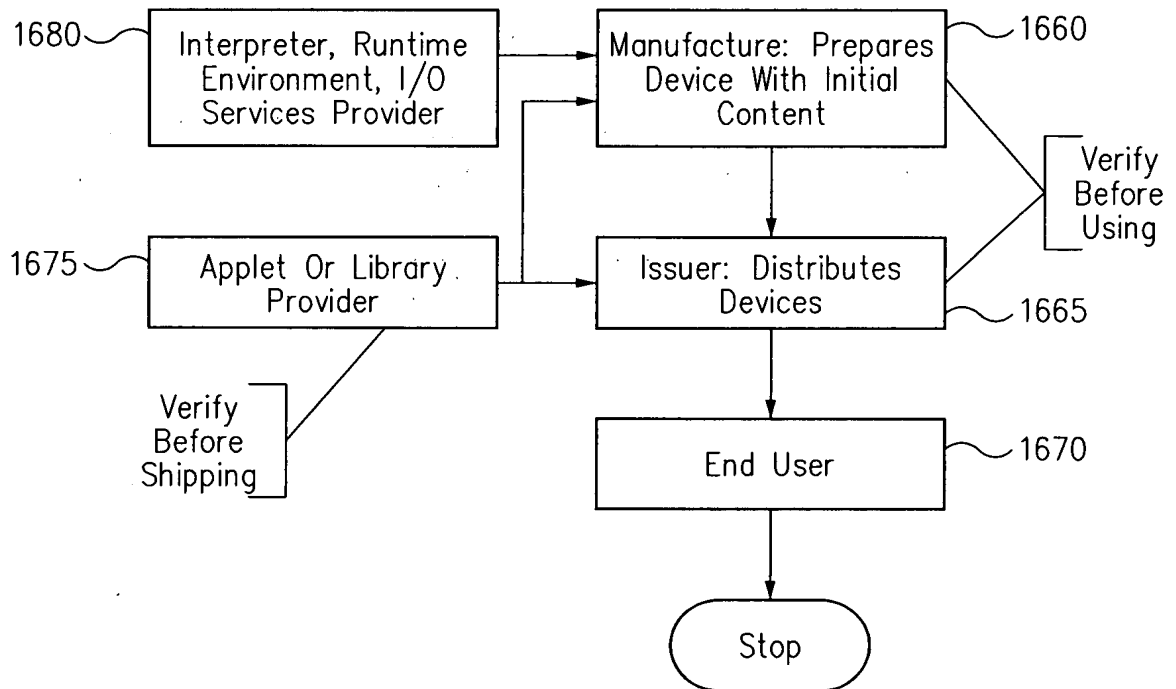 1680
Interpreter, Runtime
Environment, I/O
Services Provider
Manufacture: Prepares
Device With Initial
Content
1660
Verify
Before
Using
1675
Applet Or Library
Provider
Issuer: Distributes
Devices
1665
Verify
Before
Shipping
End User
1670
Stop